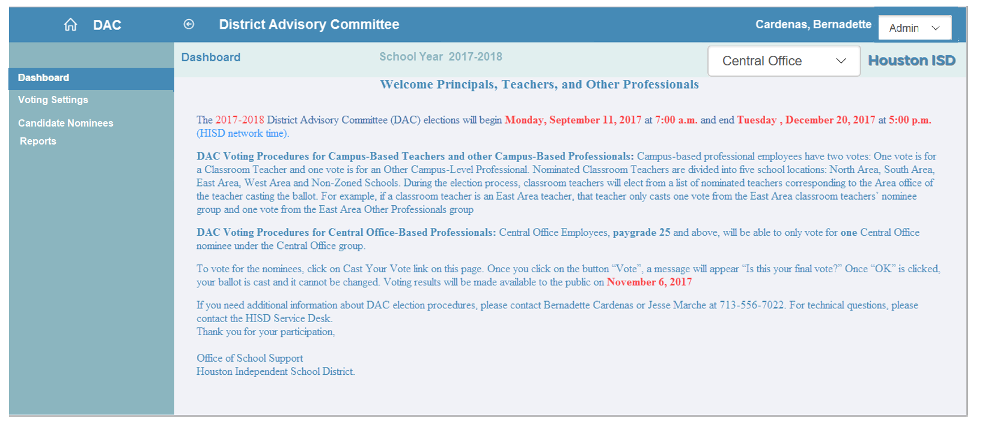 DAC
District Advisory Committee
Cardenas, Bernadette
Admin
Dashboard
Voting Settings
Candidate Nominees
Reports
Dashboard
School Year 2017-2018
Central Office
Houston ISD
Welcome Principals, Teachers, and Other Professionals
The 2017-2018 District Advisory Committee (DAC) elections will begin Monday, September 11, 2017 at 7:00 a.m. and end Tuesday , December 20, 2017 at 5:00 p.m.
(HISD network time).
DAC Voting Procedures for Campus-Based Teachers and other Campus-Based Professionals: Campus-based professional employees have two votes: One vote is for
a Classroom Teacher and one vote is for an Other Campus-Level Professional. Nominated Classroom Teachers are divided into five school locations: North Area, South Area,
East Area, West Area and Non-Zoned Schools. During the election process, classroom teachers will elect from a list of nominated teachers corresponding to the Area office of
the teacher casting the ballot. For example, if a classroom teacher is an East Area teacher, that teacher only casts one vote from the East Area classroom teachers’ nominee
group and one vote from the East Area Other Professionals group
DAC Voting Procedures for Central Office-Based Professionals: Central Office Employees, paygrade 25 and above, will be able to only vote for one Central Office
nominee under the Central Office group.
To vote for the nominees, click on Cast Your Vote link on this page. Once you click on the button “Vote”, a message will appear “Is this your final vote?” Once “OK” is clicked,
your ballot is cast and it cannot be changed. Voting results will be made available to the public on November 6, 2017
If you need additional information about DAC election procedures, please contact Bernadette Cardenas or Jesse Marche at 713-556-7022. For technical questions, please
contact the HISD Service Desk.
Thank you for your participation,
Office of School Support
Houston Independent School District.